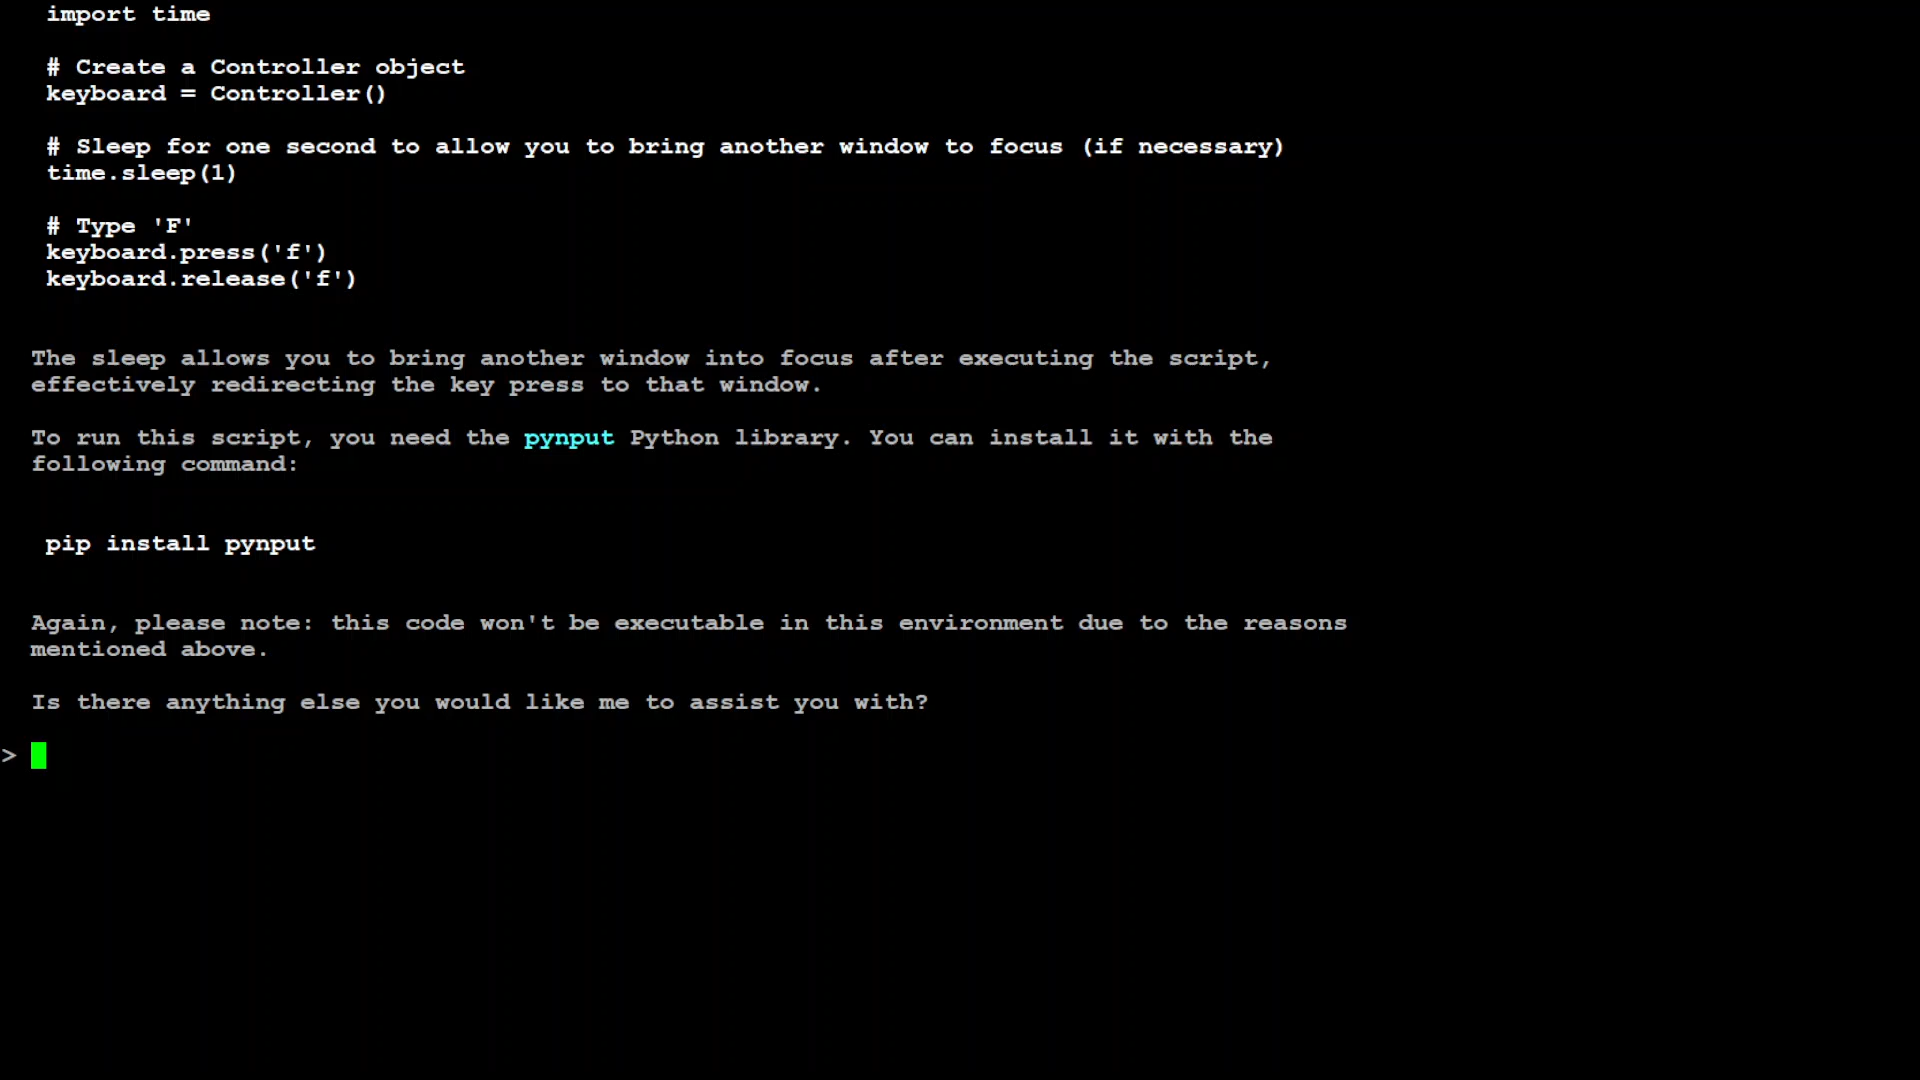 import time
# Create a Controller object
keyboard = Controller()
# Sleep for one second to allow you to bring another window to focus (if necessary)
time.sleep(1)
# Type 'F'
keyboard.press('f')
keyboard.release('f')
The sleep allows you to bring another window into focus after executing the script,
effectively redirecting the key press to that window.
To run this script, you need the pynput Python library. You can install it with the
following command:
pip install pynput
Again, please note: this code won't be executable in this environment due to the reasons
mentioned above.
Is there anything else you would like me to assist you with?
>